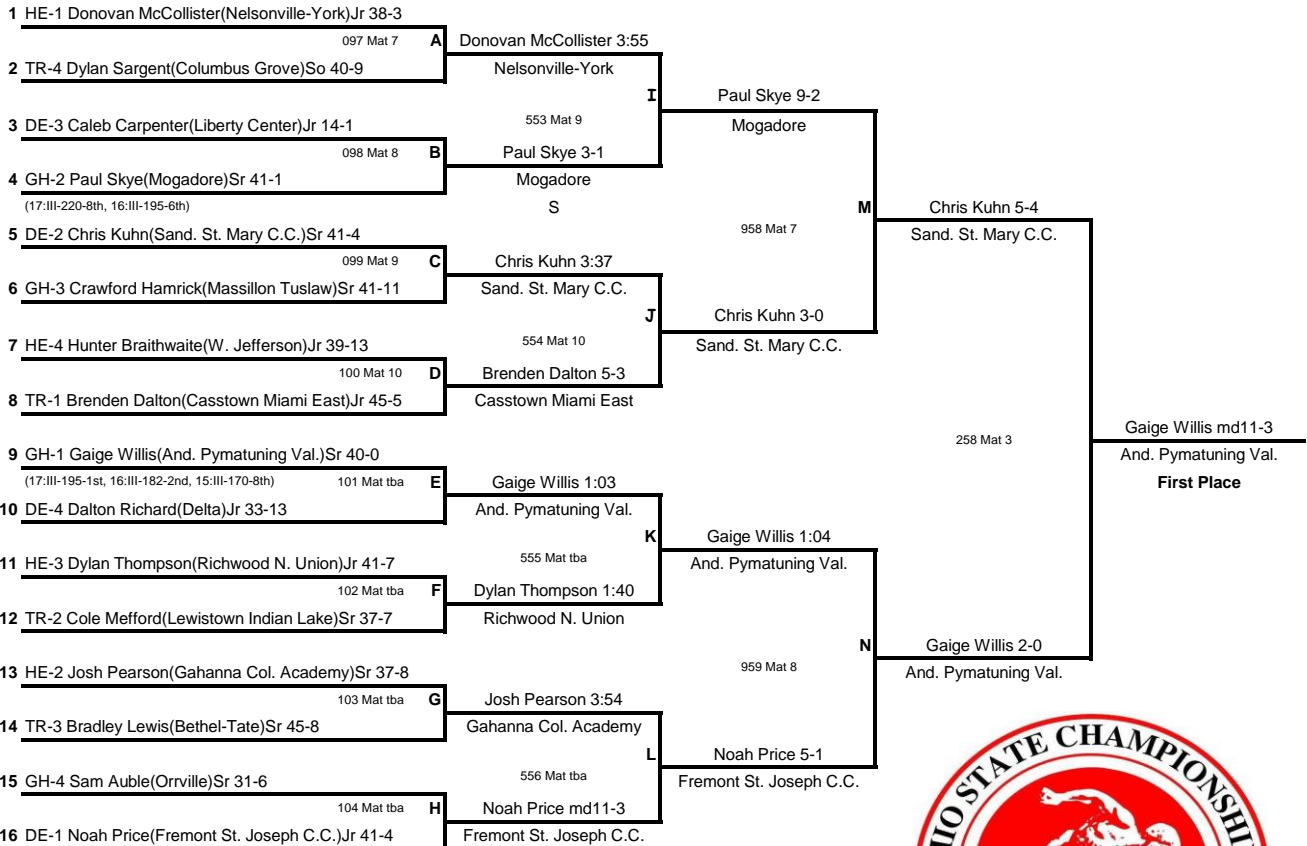 1 HE-1 Donovan McCollister(Nelsonville-York)Jr 38-3
097 Mat 7 A Donovan McCollister 3:55
2 TR-4 Dylan Sargent(Columbus Grove)So 40-9 Nelsonville-York
I Paul Skye 9-2
3 DE-3 Caleb Carpenter(Liberty Center)Jr 14-1 553 Mat 9 Mogadore
098 Mat 8 B Paul Skye 3-1
4 GH-2 Paul Skye(Mogadore)Sr 41-1 Mogadore
(17:III-220-8th, 16:III-195-6th) S M Chris Kuhn 5-4
5 DE-2 Chris Kuhn(Sand. St. Mary C.C.)Sr 41-4 958 Mat 7 Sand. St. Mary C.C.
099 Mat 9 C Chris Kuhn 3:37
6 GH-3 Crawford Hamrick(Massillon Tuslaw)Sr 41-11 Sand. St. Mary C.C.
J Chris Kuhn 3-0
7 HE-4 Hunter Braithwaite(W. Jefferson)Jr 39-13 554 Mat 10 Sand. St. Mary C.C.
100 Mat 10 D Brenden Dalton 5-3
8 TR-1 Brenden Dalton(Casstown Miami East)Jr 45-5 Casstown Miami East
258 Mat 3 Gaige Willis md11-3
9 GH-1 Gaige Willis(And. Pymatuning Val.)Sr 40-0 And. Pymatuning Val.
(17:III-195-1st, 16:III-182-2nd, 15:III-170-8th) 101 Mat tba E Gaige Willis 1:03 First Place
10 DE-4 Dalton Richard(Delta)Jr 33-13 And. Pymatuning Val.
K Gaige Willis 1:04
11 HE-3 Dylan Thompson(Richwood N. Union)Jr 41-7 555 Mat tba And. Pymatuning Val.
102 Mat tba F Dylan Thompson 1:40
12 TR-2 Cole Mefford(Lewistown Indian Lake)Sr 37-7 Richwood N. Union
N Gaige Willis 2-0
13 HE-2 Josh Pearson(Gahanna Col. Academy)Sr 37-8 959 Mat 8 And. Pymatuning Val.
103 Mat tba G Josh Pearson 3:54
14 TR-3 Bradley Lewis(Bethel-Tate)Sr 45-8 Gahanna Col. Academy
L Noah Price 5-1
15 GH-4 Sam Auble(Orrville)Sr 31-6 556 Mat tba Fremont St. Joseph C.C.
104 Mat tba H Noah Price md11-3
16 DE-1 Noah Price(Fremont St. Joseph C.C.)Jr 41-4 Fremont St. Joseph C.C.
STATE